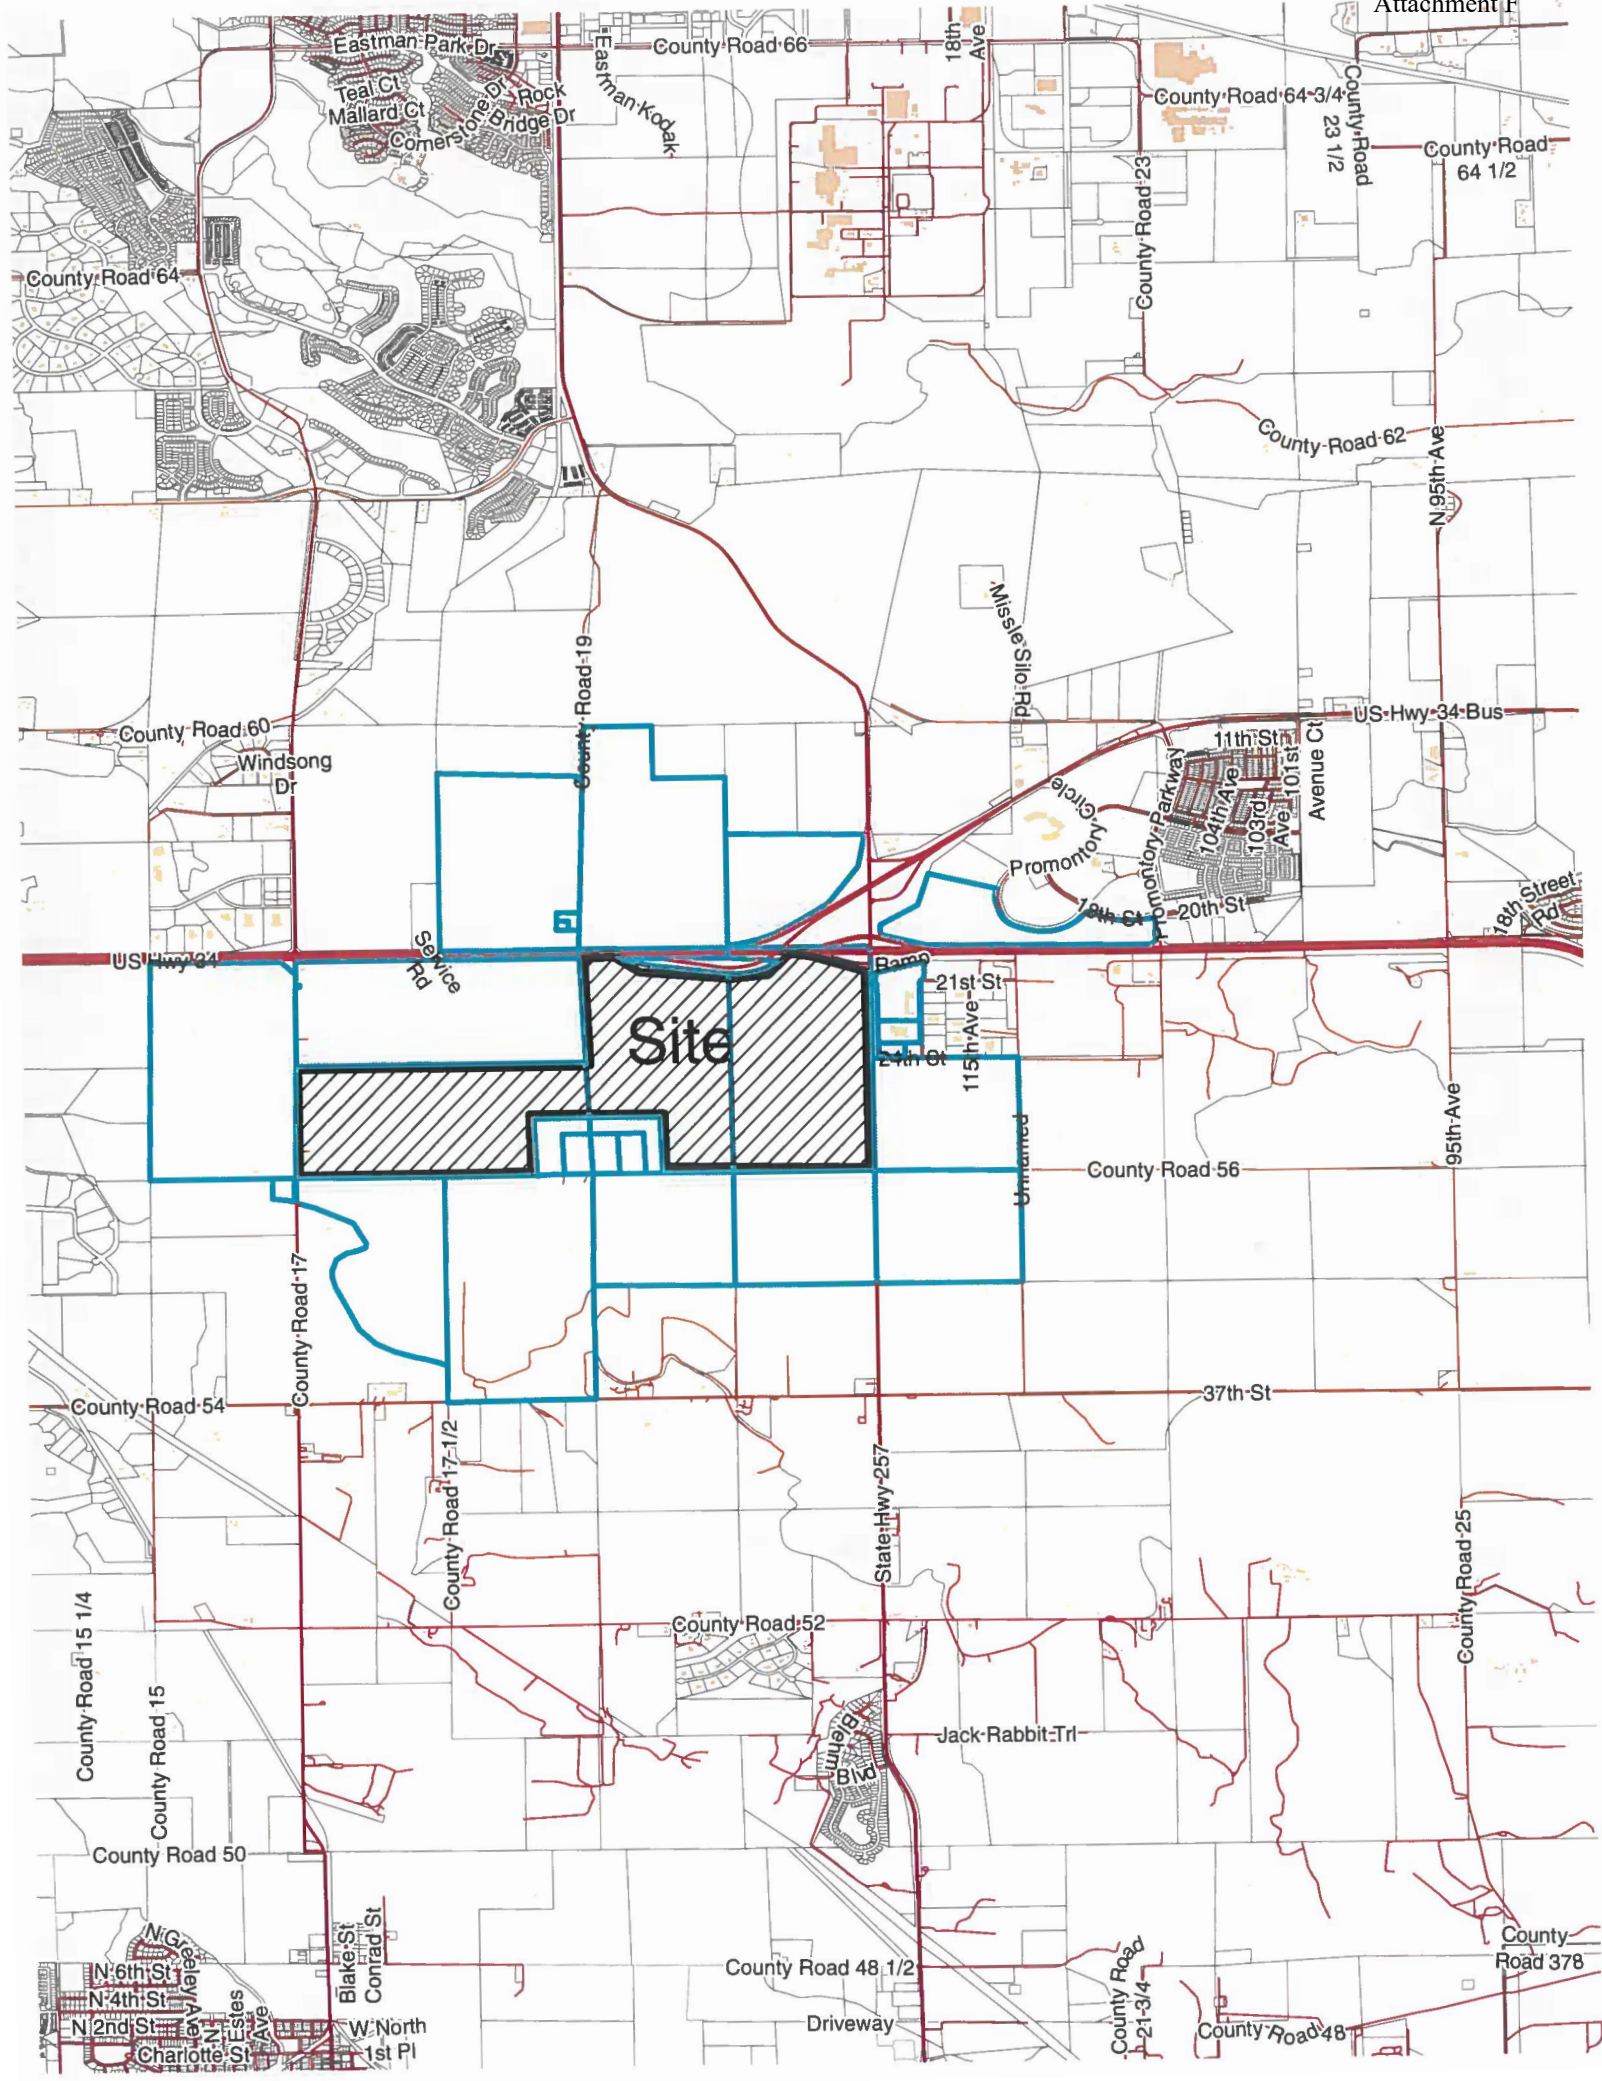 Attachment F
Eastman Park Dr
County Road 66
18th
Ave
Eastman Kodak
Teal Ct
Mallard Ct
Cornerstone Dr
Rock
Bridge Dr
County Road 64 3/4
County Road
23 1/2
County Road
64 1/2
County Road 23
County Road 64
County Road 62
N 95th Ave
Missle Silo Rd
County Road 19
County Road 60
Windsong
Dr
US Hwy 34 Bus
11th St
104th Ave
103rd
Ave
101st
Avenue Ct
Promontory Circle
Promontory Parkway
Promontory
18th St
20th St
18th Street
Rd
US Hwy 34
Service
Rd
Ramp
21st St
Site
24th St
115th Ave
Unnamed
95th Ave
County Road 56
County Road 17
County Road 54
37th St
County Road 17 1/2
State Hwy 257
County Road 25
County Road 15 1/4
County Road 15
County Road 52
Jack Rabbit Trl
Biehm
Blvd
County Road 50
N Greeley Ave
N 6th St
N 4th St
N 2nd St
N
Estes
Ave
Charlotte St
Blake St
Conrad St
W North
1st Pl
County Road 48 1/2
Driveway
County Road
21 3/4
County Road 48
County
Road 378